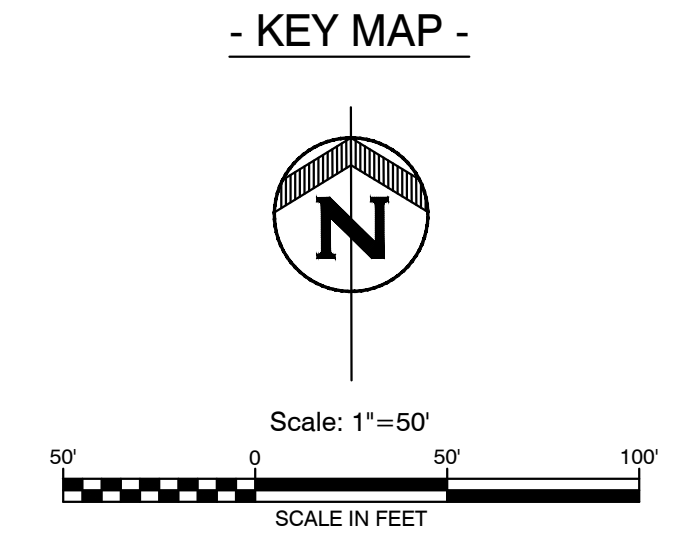 - KEY MAP -
N
Scale: 1"=50'
50' 0 50' 100'
SCALE IN FEET